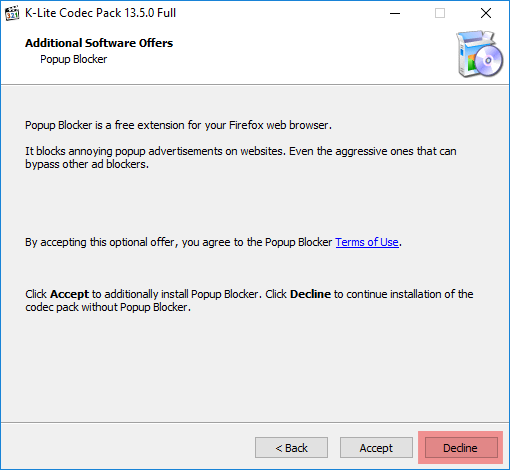 K-Lite Codec Pack 13.5.0 Full
Additional Software Offers
Popup Blocker
Popup Blocker is a free extension for your Firefox web browser.
It blocks annoying popup advertisements on websites. Even the aggressive ones that can
bypass other ad blockers.
By accepting this optional offer, you agree to the Popup Blocker Terms of Use.
Click Accept to additionally install Popup Blocker. Click Decline to continue installation of the
codec pack without Popup Blocker.
< Back Accept Decline